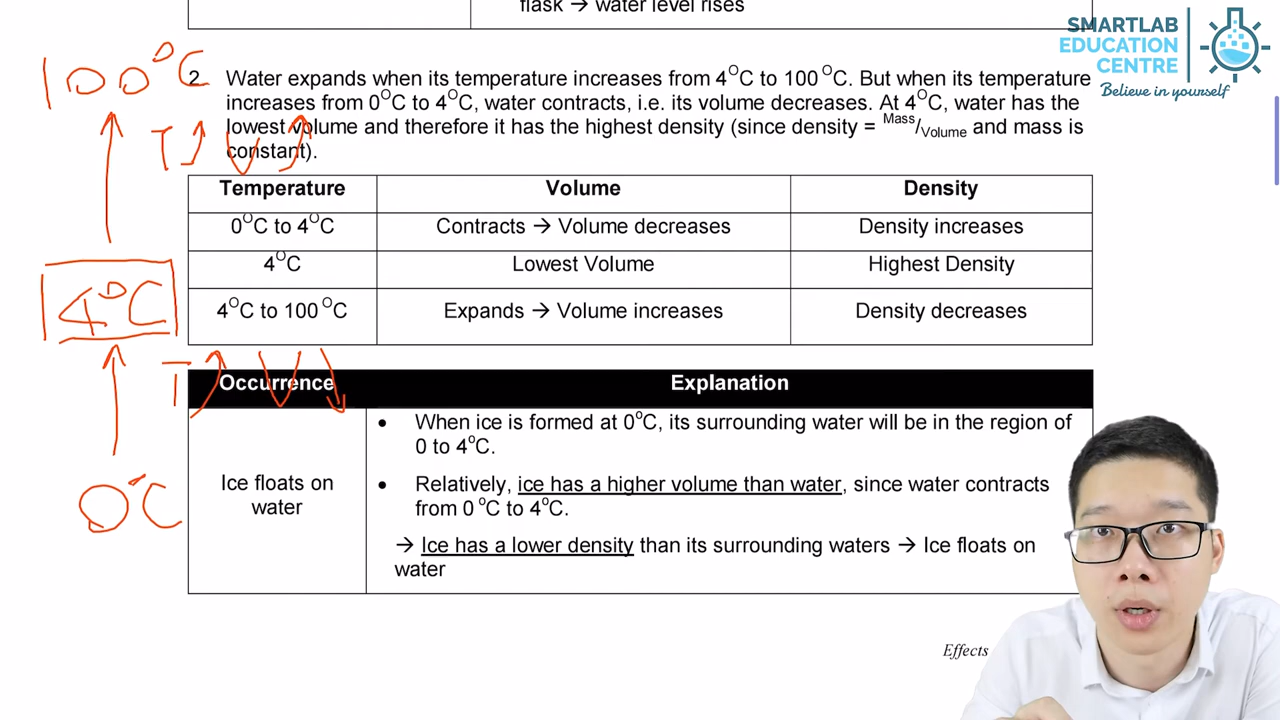 flask → water level rises
SMARTLAB
EDUCATION
CENTRE
Believe in yourself
100°C
2. Water expands when its temperature increases from 4°C to 100 °C. But when its temperature
increases from 0°C to 4°C, water contracts, i.e. its volume decreases. At 4°C, water has the
lowest volume and therefore it has the highest density (since density = Mass/Volume and mass is
constant).
T↑ V↑
Temperature Volume Density
0°C to 4°C Contracts → Volume decreases Density increases
4°C Lowest Volume Highest Density
4°C to 100 °C Expands → Volume increases Density decreases
4°C
T↑ V↓
Occurrence Explanation
Ice floats on
water
• When ice is formed at 0°C, its surrounding water will be in the region of
0 to 4°C.
• Relatively, ice has a higher volume than water, since water contracts
from 0 °C to 4°C.
→ Ice has a lower density than its surrounding waters → Ice floats on
water
0°C
Effects